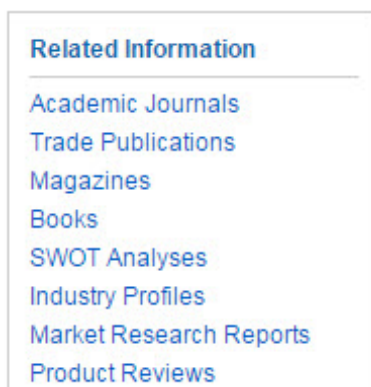 Related Information
Academic Journals
Trade Publications
Magazines
Books
SWOT Analyses
Industry Profiles
Market Research Reports
Product Reviews